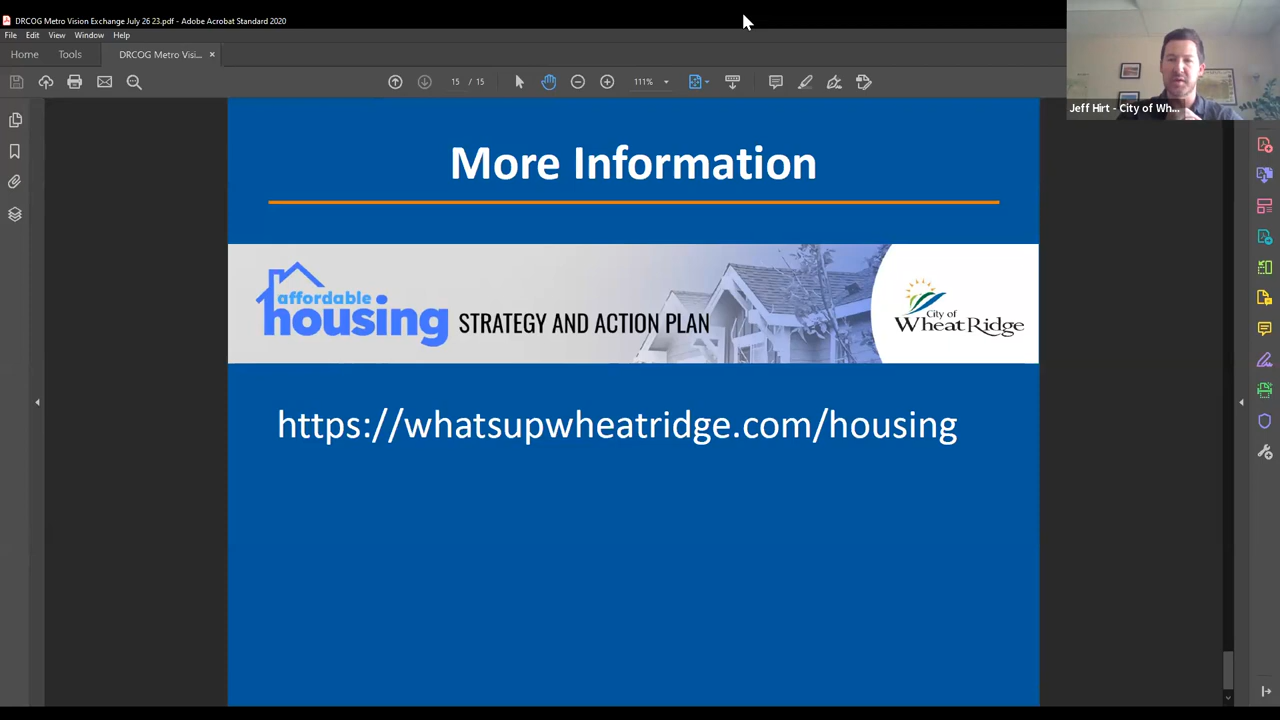 DRCOG Metro Vision Exchange July 26 23.pdf - Adobe Acrobat Standard 2020
File Edit View Window Help
Home Tools DRCOG Metro Visi... ×
15 / 15 111%
Jeff Hirt - City of Wh...
More Information
affordable
housing STRATEGY AND ACTION PLAN
City of
Wheat Ridge
https://whatsupwheatridge.com/housing